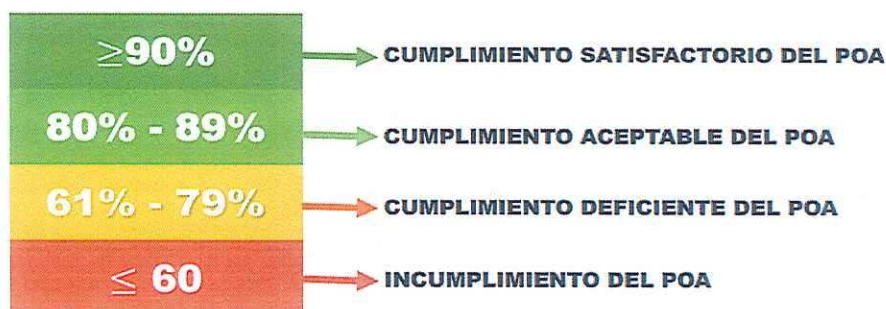 ≥90% CUMPLIMIENTO SATISFACTORIO DEL POA
80% - 89% CUMPLIMIENTO ACEPTABLE DEL POA
61% - 79% CUMPLIMIENTO DEFICIENTE DEL POA
≤ 60 INCUMPLIMIENTO DEL POA